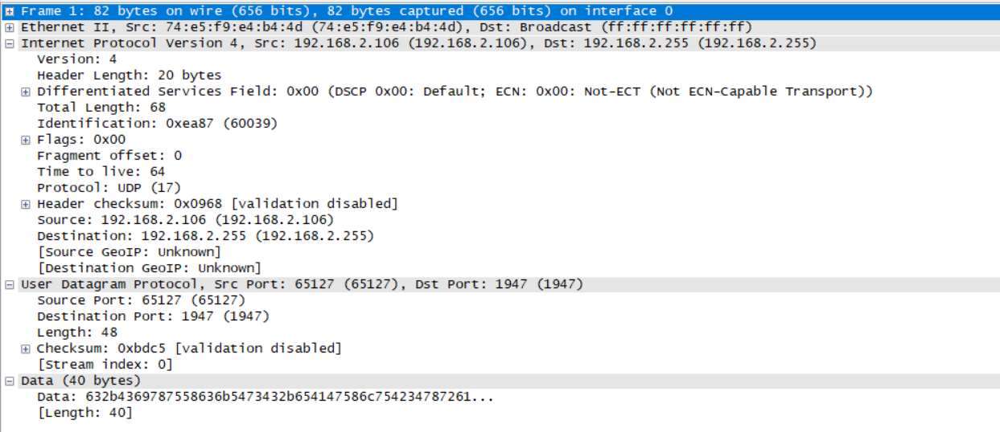 Frame 1: 82 bytes on wire (656 bits), 82 bytes captured (656 bits) on interface 0
Ethernet II, Src: 74:e5:f9:e4:b4:4d (74:e5:f9:e4:b4:4d), Dst: Broadcast (ff:ff:ff:ff:ff:ff)
Internet Protocol Version 4, Src: 192.168.2.106 (192.168.2.106), Dst: 192.168.2.255 (192.168.2.255)
Version: 4
Header Length: 20 bytes
Differentiated Services Field: 0x00 (DSCP 0x00: Default; ECN: 0x00: Not-ECT (Not ECN-Capable Transport))
Total Length: 68
Identification: 0xea87 (60039)
Flags: 0x00
Fragment offset: 0
Time to live: 64
Protocol: UDP (17)
Header checksum: 0x0968 [validation disabled]
Source: 192.168.2.106 (192.168.2.106)
Destination: 192.168.2.255 (192.168.2.255)
[Source GeoIP: Unknown]
[Destination GeoIP: Unknown]
User Datagram Protocol, Src Port: 65127 (65127), Dst Port: 1947 (1947)
Source Port: 65127 (65127)
Destination Port: 1947 (1947)
Length: 48
Checksum: 0xbdc5 [validation disabled]
[Stream index: 0]
Data (40 bytes)
Data: 632b4369787558636b5473432b654147586c754234787261...
[Length: 40]